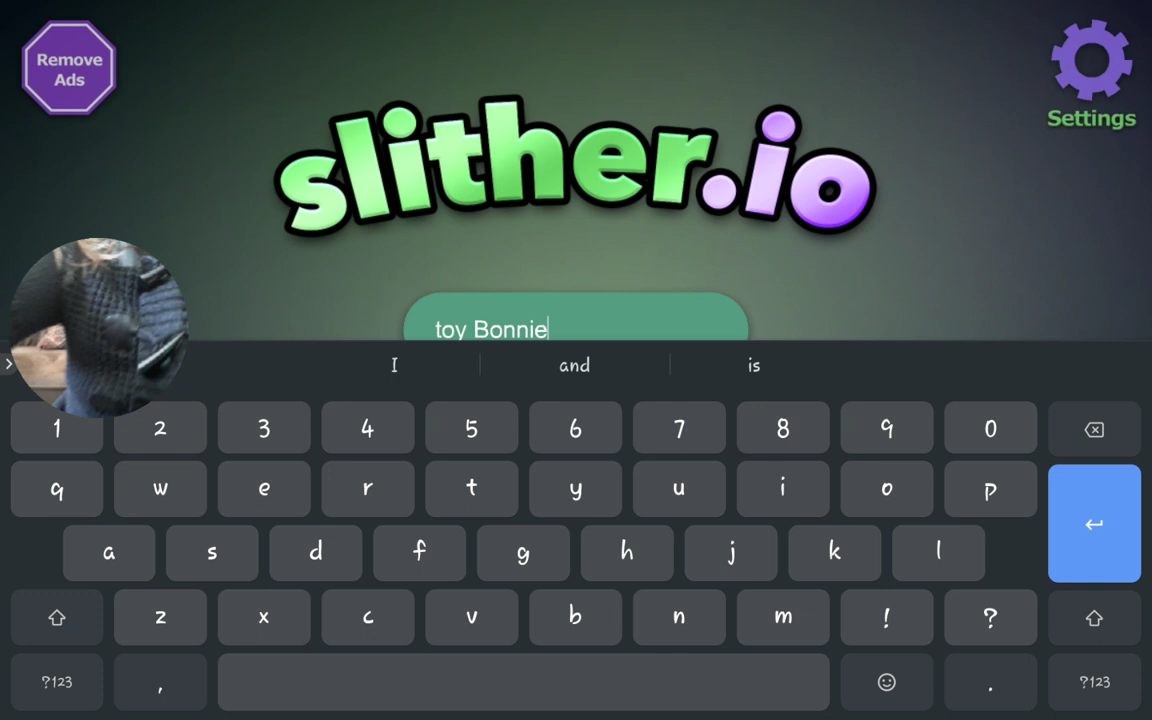 Remove
Ads
slither.io
Settings
toy Bonnie
I and is
1 2 3 4 5 6 7 8 9 0
q w e r t y u i o p
a s d f g h j k l
z x c v b n m ! ?
?123 , . ?123